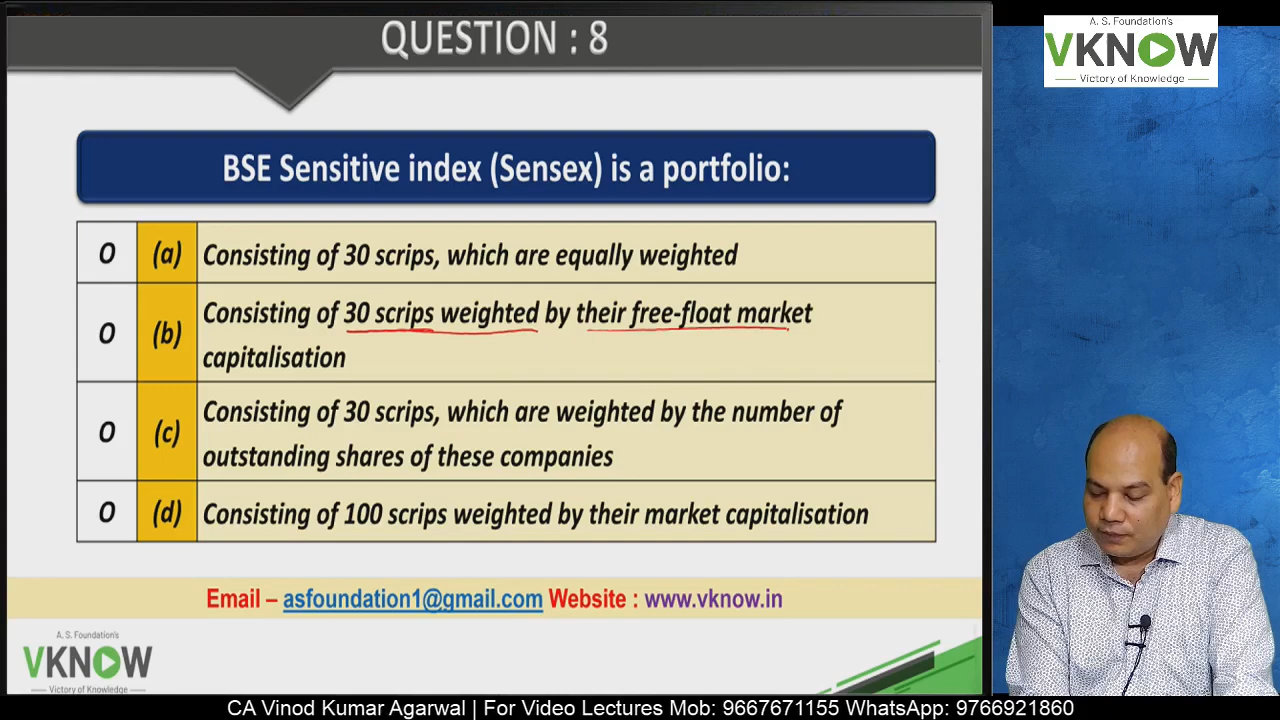 QUESTION : 8
A. S. Foundation's
VKNOW
Victory of Knowledge
BSE Sensitive index (Sensex) is a portfolio:
O (a) Consisting of 30 scrips, which are equally weighted
O (b) Consisting of 30 scrips weighted by their free-float market
capitalisation
O (c) Consisting of 30 scrips, which are weighted by the number of
outstanding shares of these companies
O (d) Consisting of 100 scrips weighted by their market capitalisation
Email – asfoundation1@gmail.com Website : www.vknow.in
A. S. Foundation's
VKNOW
Victory of Knowledge
CA Vinod Kumar Agarwal | For Video Lectures Mob: 9667671155 WhatsApp: 9766921860